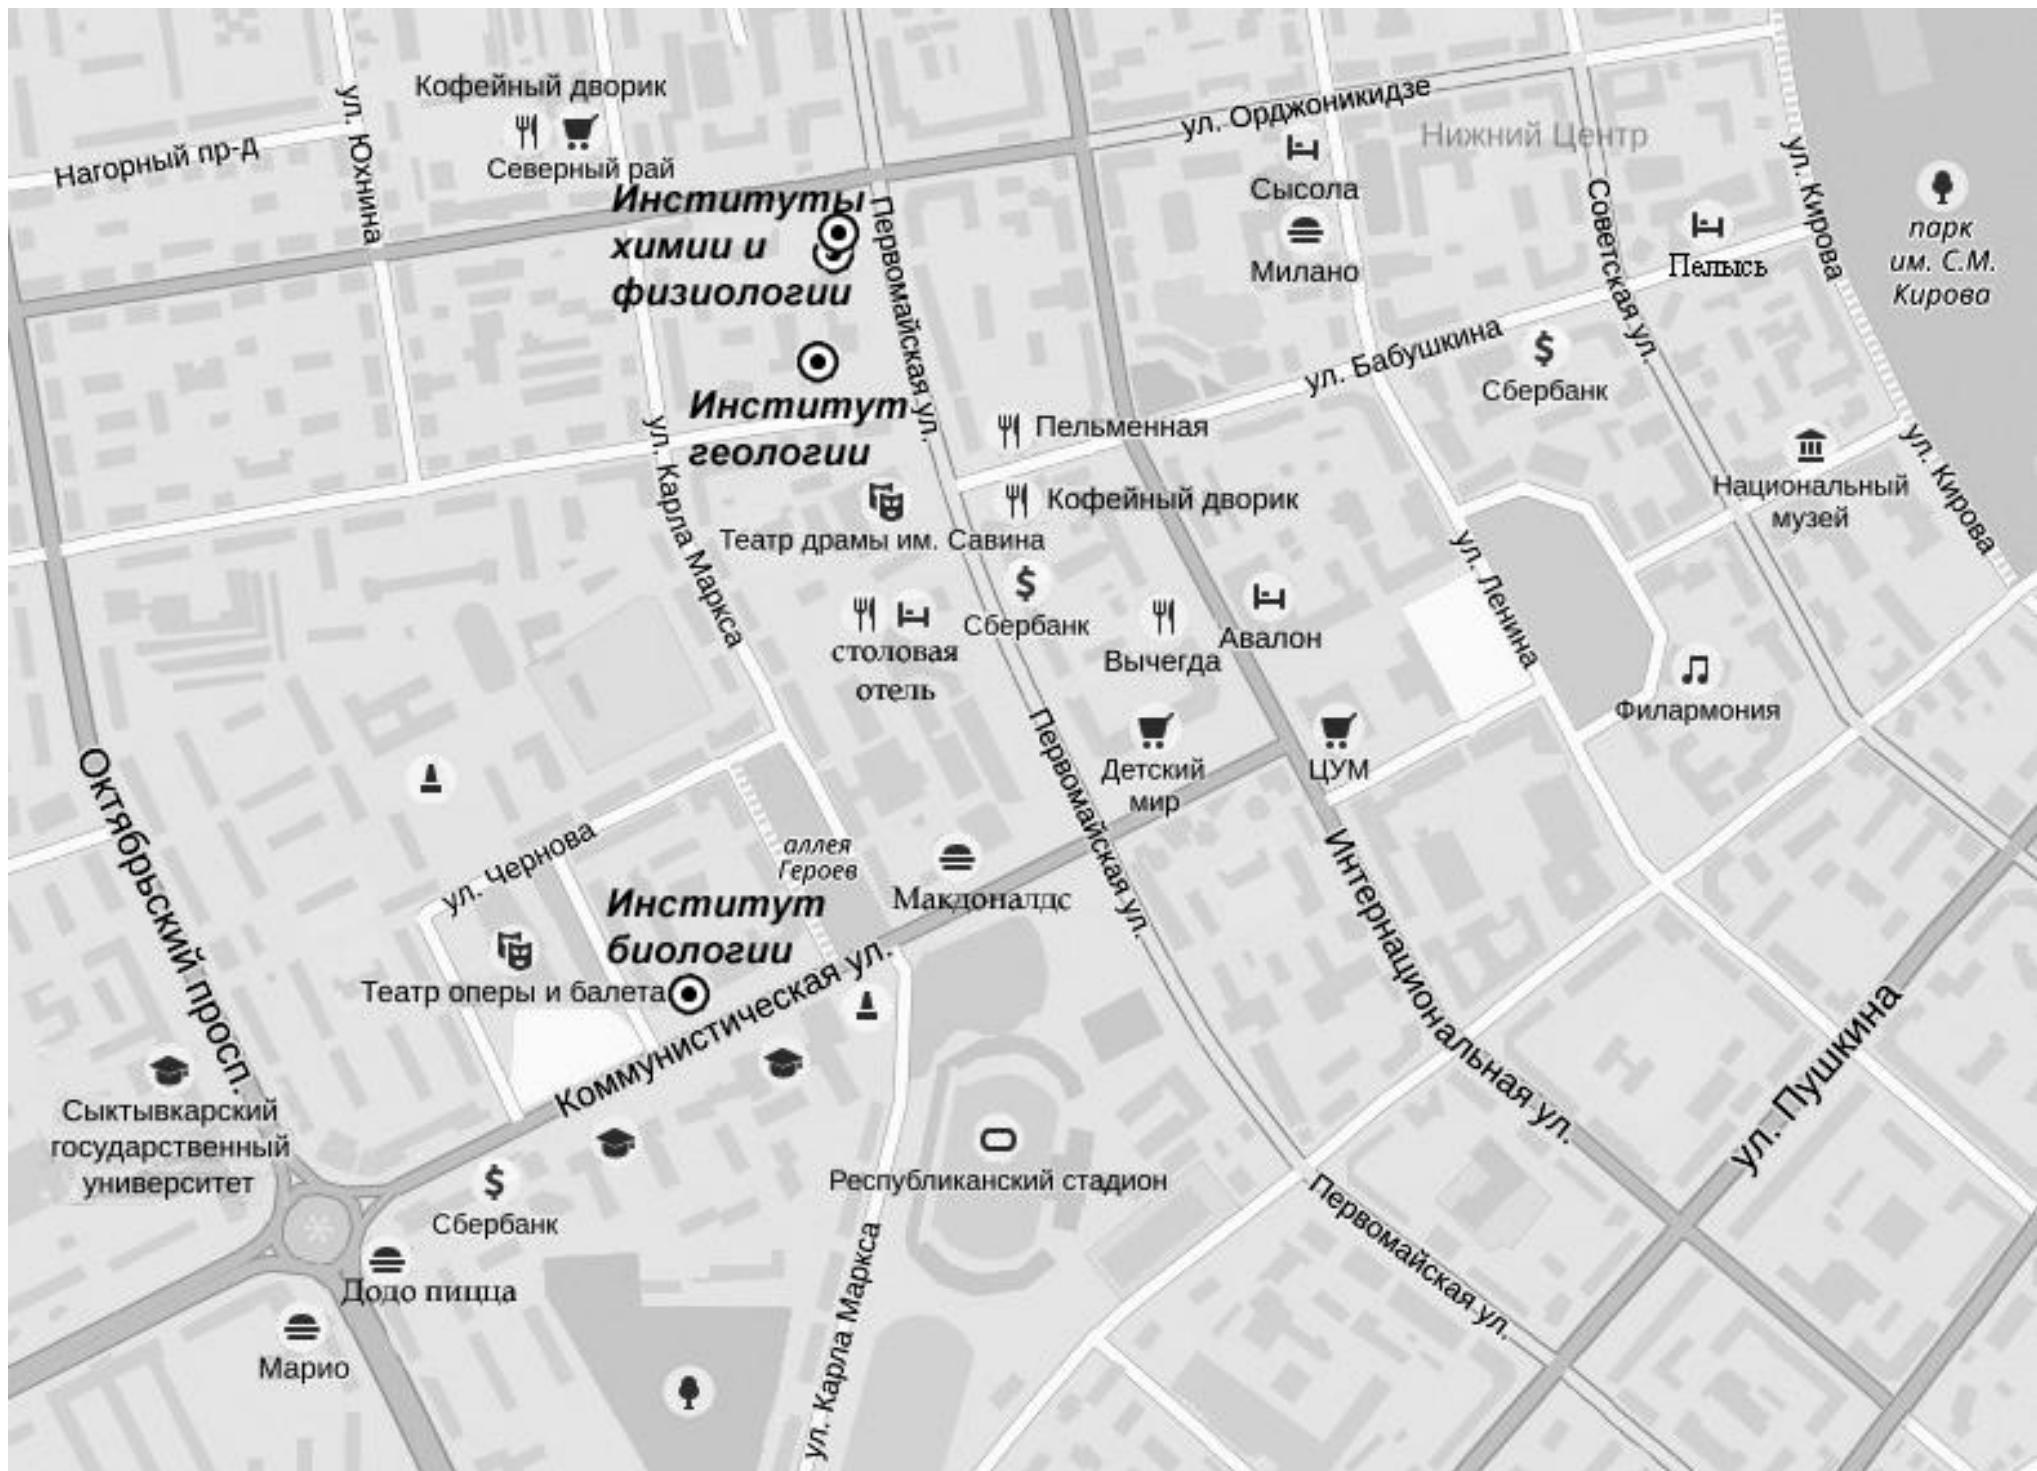 Кофейный дворик
ул. Юхнина
ул. Орджоникидзе
Нижний Центр
Нагорный пр-д
Северный рай
ул. Кирова
Сысола
Институты
химии и
физиологии
Первомайская ул.
Советская ул.
Пелысь
парк
им. С.М.
Кирова
Милано
ул. Бабушкина
Сбербанк
Институт
геологии
Пельменная
ул. Карла Маркса
ул. Кирова
Национальный
музей
Кофейный дворик
Театр драмы им. Савина
ул. Ленина
Сбербанк
Авалон
столовая
отель
Вычегда
Филармония
Первомайская ул.
Детский
мир
ЦУМ
Октябрьский просп.
ул. Чернова
аллея
Героев
Макдоналдс
Институт
биологии
Театр оперы и балета
Коммунистическая ул.
Интернациональная ул.
ул. Пушкина
Сыктывкарский
государственный
университет
Республиканский стадион
Сбербанк
Первомайская ул.
ул. Карла Маркса
Додо пицца
Марио